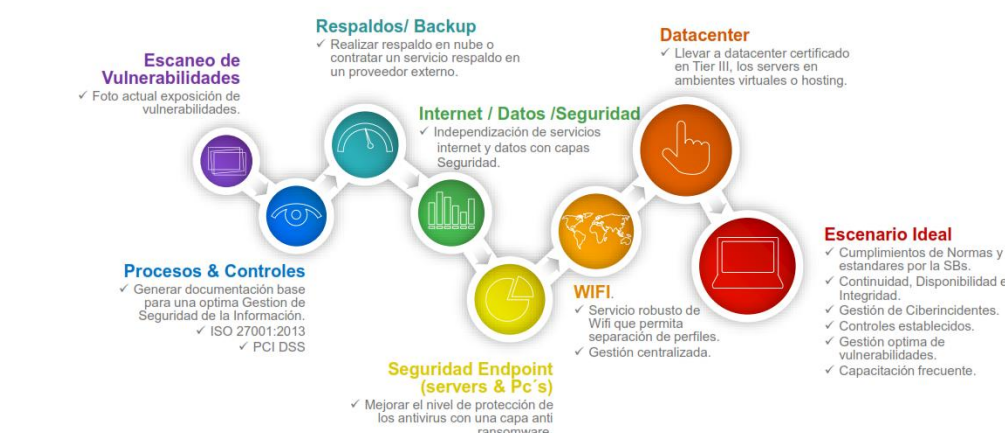 Respaldos/ Backup
✓ Realizar respaldo en nube o
contratar un servicio respaldo en
un proveedor externo.
Datacenter
✓ Llevar a datacenter certificado
en Tier III, los servers en
ambientes virtuales o hosting.
Escaneo de
Vulnerabilidades
✓ Foto actual exposición de
vulnerabilidades.
Internet / Datos /Seguridad
✓ Independización de servicios
internet y datos con capas
Seguridad.
Procesos & Controles
✓ Generar documentación base
para una optima Gestion de
Seguridad de la Información.
✓ ISO 27001:2013
✓ PCI DSS
WIFI.
✓ Servicio robusto de
Wifi que permita
separación de perfiles.
✓ Gestión centralizada.
Escenario Ideal
✓ Cumplimientos de Normas y
estandares por la SBs.
✓ Continuidad, Disponibilidad e
Integridad.
✓ Gestión de Ciberincidentes.
✓ Controles establecidos.
✓ Gestión optima de
vulnerabilidades.
✓ Capacitación frecuente.
Seguridad Endpoint
(servers & Pc´s)
✓ Mejorar el nivel de protección de
los antivirus con una capa anti
ransomware.